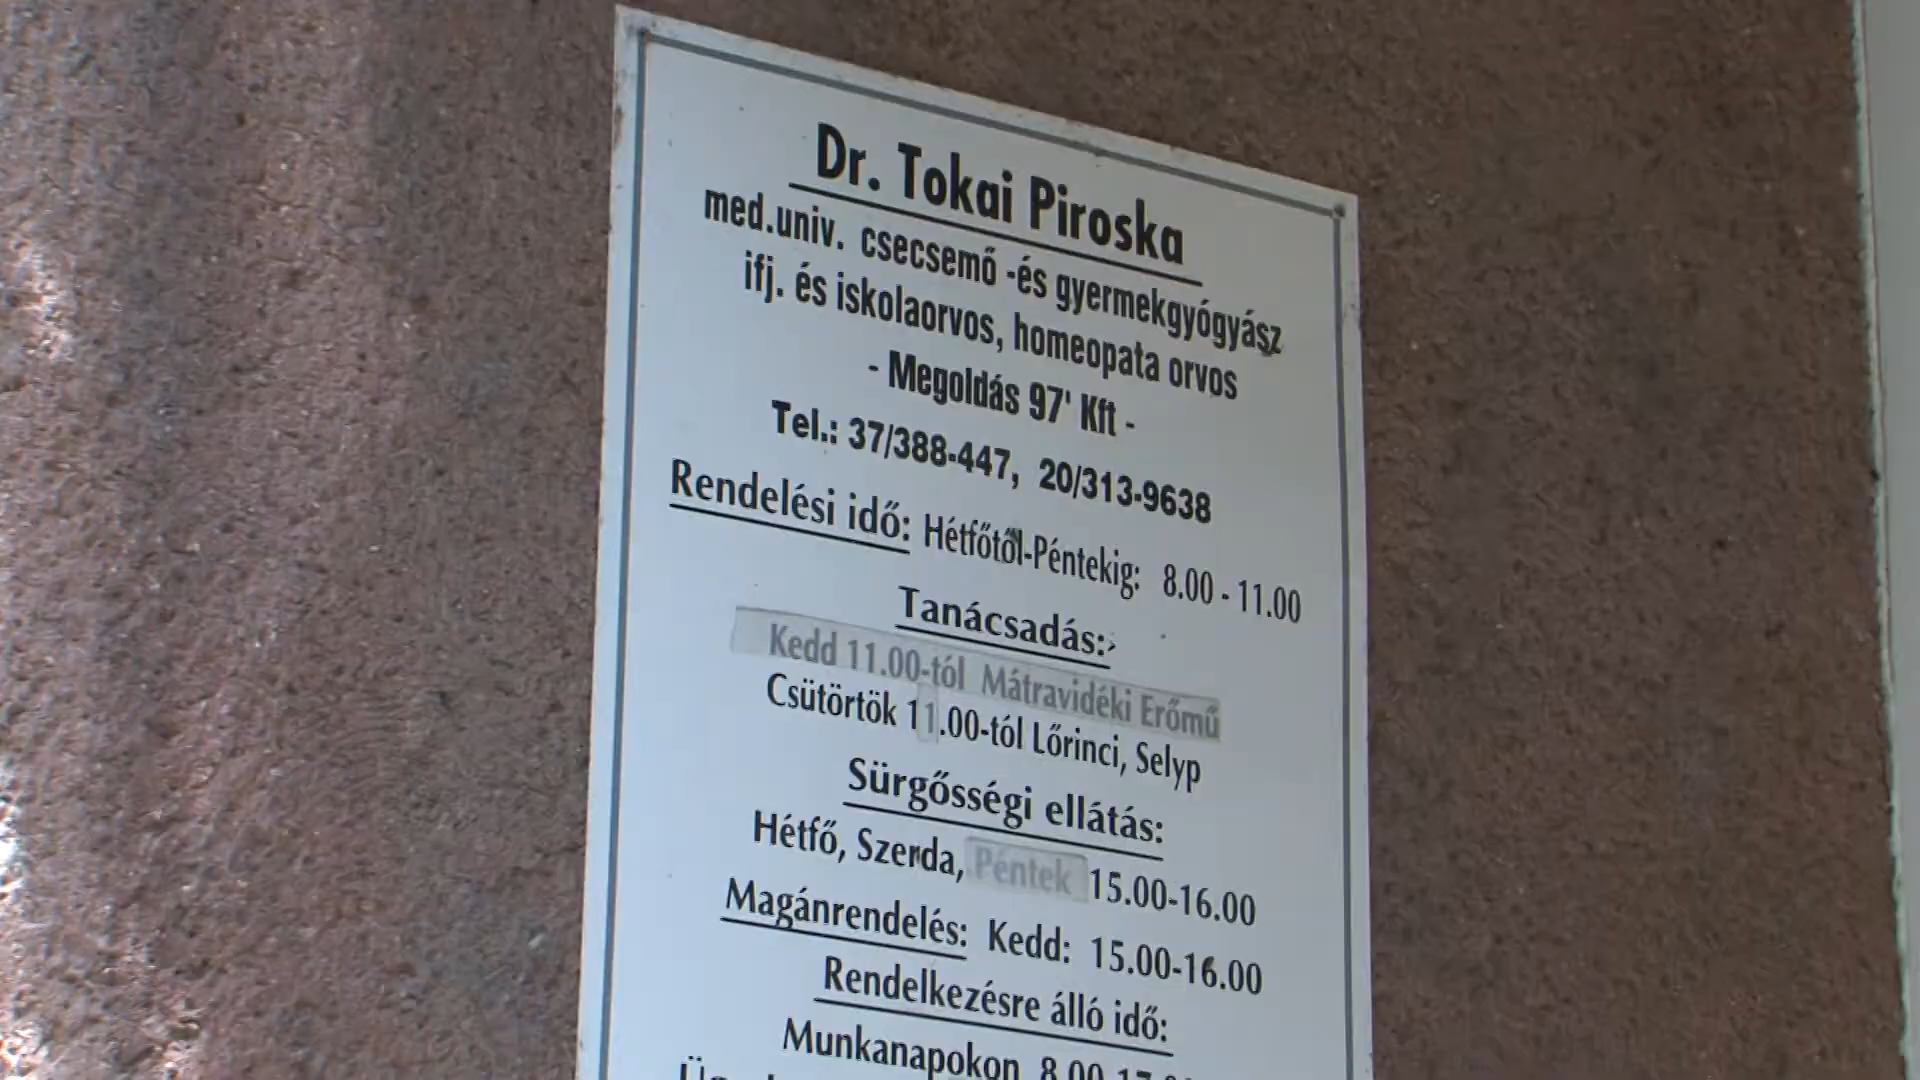 Dr. Tokai Piroska
med.univ. csecsemő -és gyermekgyógyász
ifj. és iskolaorvos, homeopata orvos
- Megoldás 97' Kft -
Tel.: 37/388-447, 20/313-9638
Rendelési idő: Hétfőtől-Péntekig: 8.00 - 11.00
Tanácsadás:
Kedd 11.00-tól Mátravidéki Erőmű
Csütörtök 11.00-tól Lőrinci, Selyp
Sürgősségi ellátás:
Hétfő, Szerda, Péntek 15.00-16.00
Magánrendelés: Kedd: 15.00-16.00
Rendelkezésre álló idő:
Munkanapokon 8.00